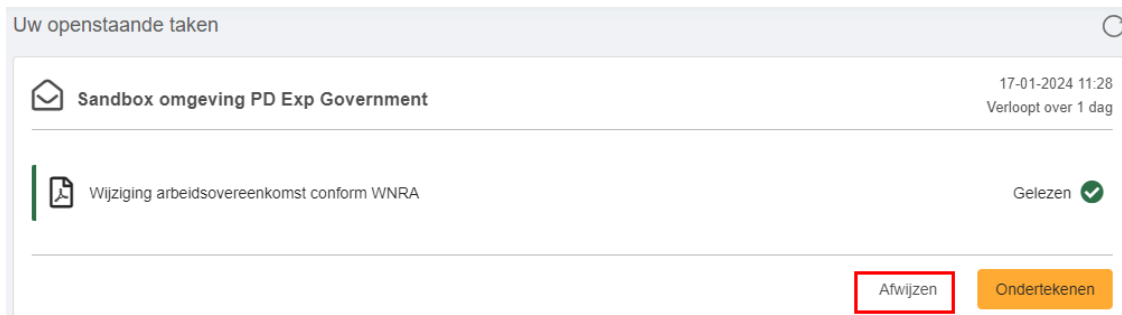 Uw openstaande taken
Sandbox omgeving PD Exp Government
17-01-2024 11:28
Verloopt over 1 dag
Wijziging arbeidsovereenkomst conform WNRA
Gelezen
Afwijzen
Ondertekenen